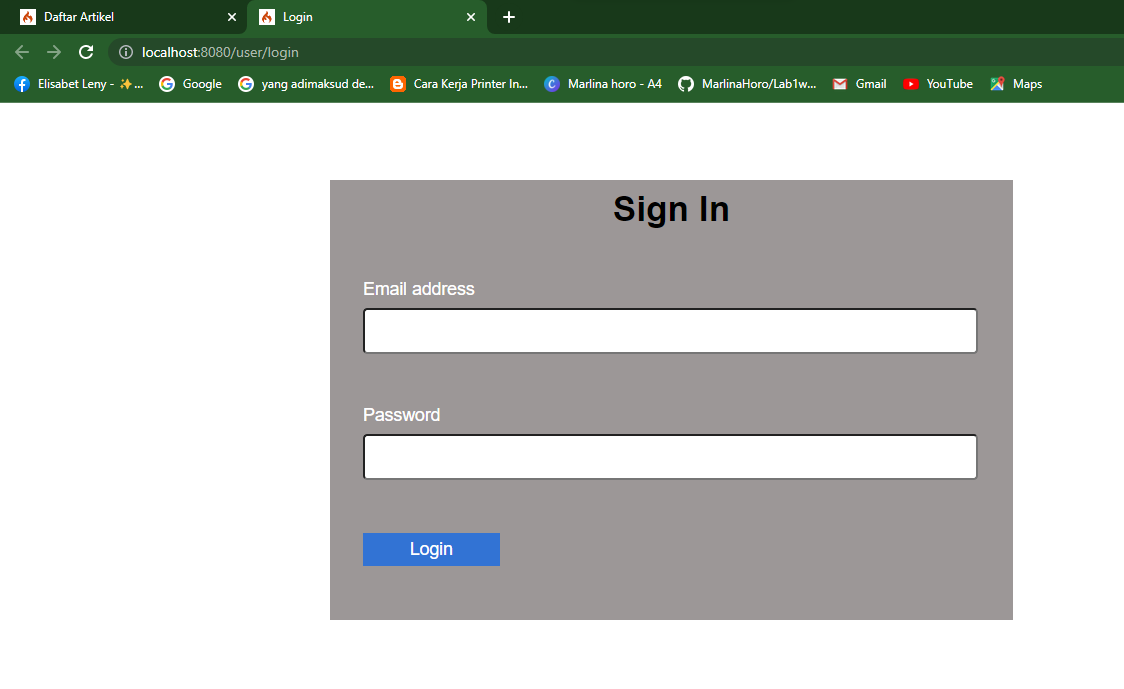 Daftar Artikel
Login
localhost:8080/user/login
Elisabet Leny - ✨...
Google
yang adimaksud de...
Cara Kerja Printer In...
Marlina horo - A4
MarlinaHoro/Lab1w...
Gmail
YouTube
Maps
Sign In
Email address
Password
Login